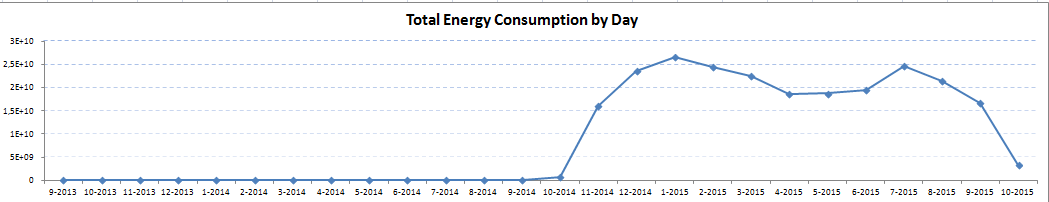 Total Energy Consumption by Day
3E+10
2,5E+10
2E+10
1,5E+10
1E+10
5E+09
0
9-2013 10-2013 11-2013 12-2013 1-2014 2-2014 3-2014 4-2014 5-2014 6-2014 7-2014 8-2014 9-2014 10-2014 11-2014 12-2014 1-2015 2-2015 3-2015 4-2015 5-2015 6-2015 7-2015 8-2015 9-2015 10-2015